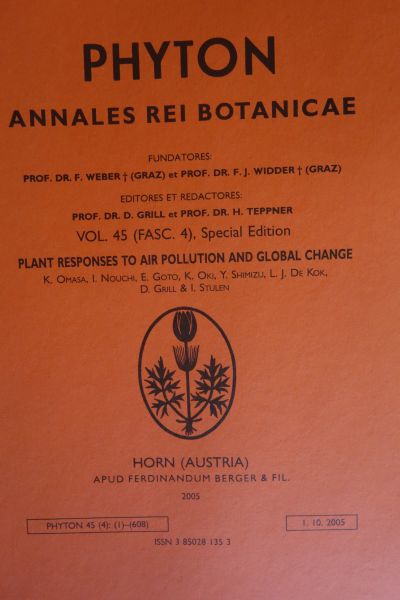 PHYTON
ANNALES REI BOTANICAE
FUNDATORES:
PROF. DR. F. WEBER † (GRAZ) et PROF. DR. F. J. WIDDER † (GRAZ)
EDITORES ET REDACTORES:
PROF. DR. D. GRILL et PROF. DR. H. TEPPNER
VOL. 45 (FASC. 4), Special Edition
PLANT RESPONSES TO AIR POLLUTION AND GLOBAL CHANGE
K. OMASA, I. NOUCHI, E. GOTO, K. OKI, Y. SHIMIZU, L. J. DE KOK,
D. GRILL & I. STULEN
HORN (AUSTRIA)
APUD FERDINANDUM BERGER & FIL.
2005
PHYTON 45 (4): (1)–(608)
1. 10. 2005
ISSN 3 85028 135 3